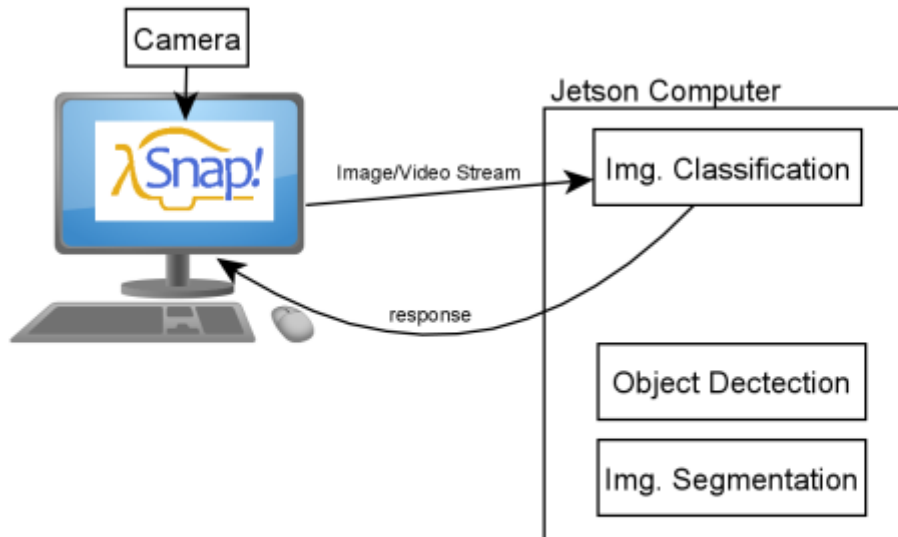 Camera
Jetson Computer
λSnap!
Image/Video Stream
Img. Classification
response
Object Dectection
Img. Segmentation